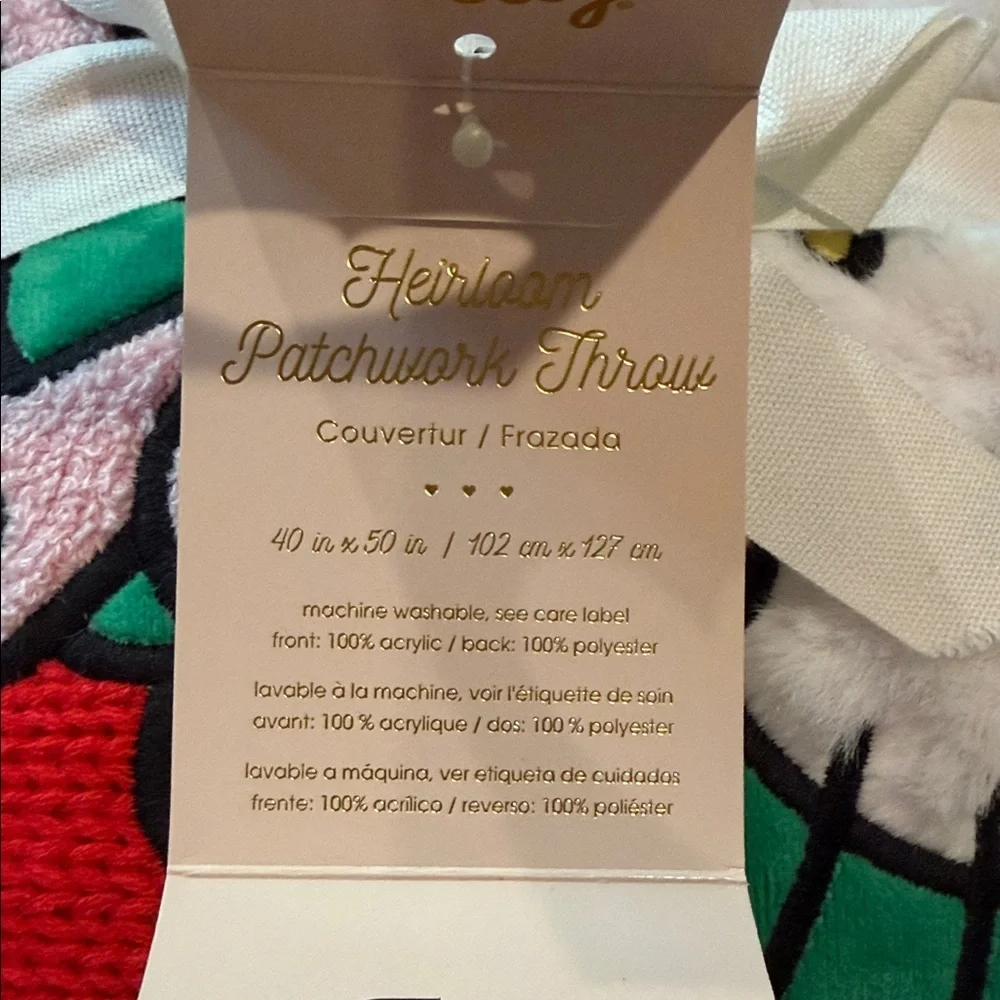 Heirloom
Patchwork Throw
Couvertur / Frazada
40 in x 50 in / 102 cm x 127 cm
machine washable, see care label
front: 100% acrylic / back: 100% polyester
lavable à la machine, voir l'étiquette de soin
avant: 100 % acrylique / dos: 100 % polyester
lavable a máquina, ver etiqueta de cuidados
frente: 100% acrílico / reverso: 100% poliéster